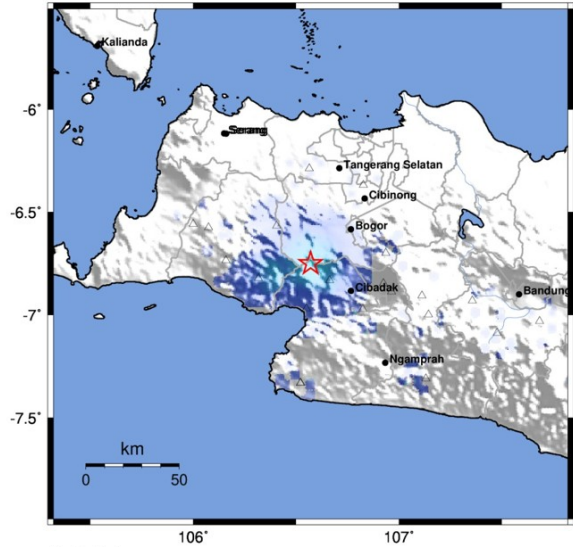 Kalianda
-6°
Serang
Tangerang Selatan
Cibinong
-6.5°
Bogor
Cibadak
Bandung
-7°
Ngamprah
-7.5°
km
0 50
106° 107°